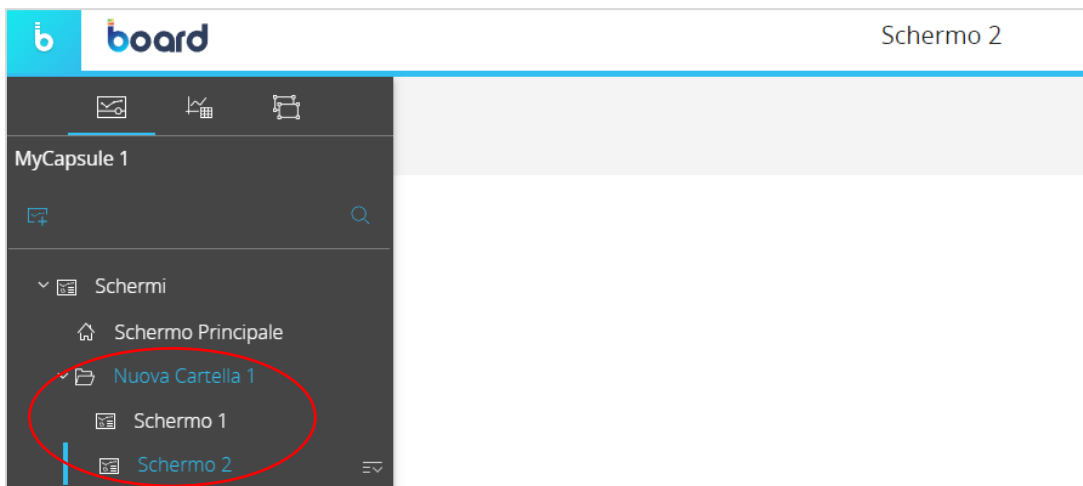 b board Schermo 2
MyCapsule 1
Schermi
Schermo Principale
Nuova Cartella 1
Schermo 1
Schermo 2